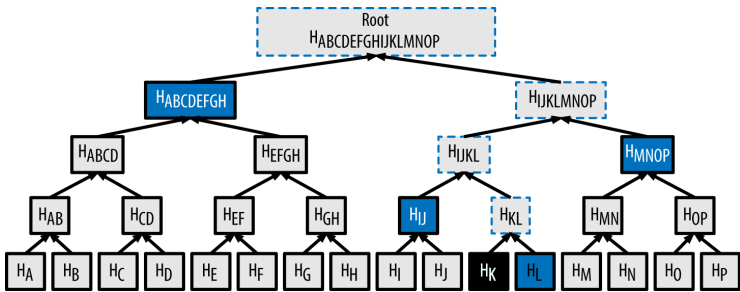 Root
HABCDEFGHIJKLMNOP
HABCDEFGH
HIJKLMNOP
HABCD
HEFGH
HIJKL
HMNOP
HAB
HCD
HEF
HGH
HIJ
HKL
HMN
HOP
HA
HB
HC
HD
HE
HF
HG
HH
HI
HJ
HK
HL
HM
HN
HO
HP